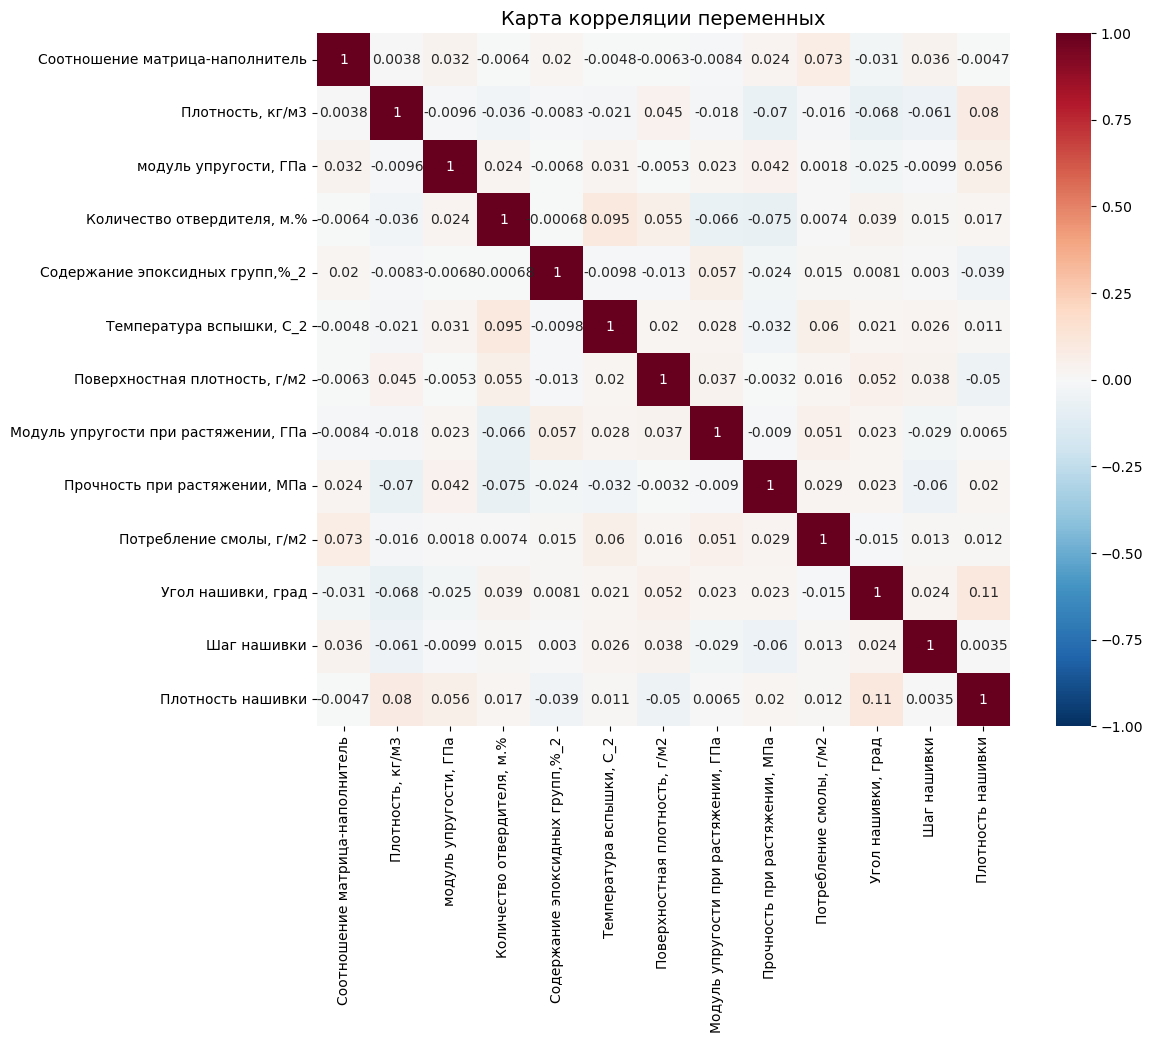 Карта корреляции переменных
Соотношение матрица-наполнитель 1 0.0038 0.032 -0.0064 0.02 -0.0048 -0.0063 -0.0084 0.024 0.073 -0.031 0.036 -0.0047
Плотность, кг/м3 0.0038 1 -0.0096 -0.036 -0.0083 -0.021 0.045 -0.018 -0.07 -0.016 -0.068 -0.061 0.08
модуль упругости, ГПа 0.032 -0.0096 1 0.024 -0.0068 0.031 -0.0053 0.023 0.042 0.0018 -0.025 -0.0099 0.056
Количество отвердителя, м.% -0.0064 -0.036 0.024 1 0.00068 0.095 0.055 -0.066 -0.075 0.0074 0.039 0.015 0.017
Содержание эпоксидных групп,%_2 0.02 -0.0083 -0.0068 0.00068 1 -0.0098 -0.013 0.057 -0.024 0.015 0.0081 0.003 -0.039
Температура вспышки, С_2 -0.0048 -0.021 0.031 0.095 -0.0098 1 0.02 0.028 -0.032 0.06 0.021 0.026 0.011
Поверхностная плотность, г/м2 -0.0063 0.045 -0.0053 0.055 -0.013 0.02 1 0.037 -0.0032 0.016 0.052 0.038 -0.05
Модуль упругости при растяжении, ГПа -0.0084 -0.018 0.023 -0.066 0.057 0.028 0.037 1 -0.009 0.051 0.023 -0.029 0.0065
Прочность при растяжении, МПа 0.024 -0.07 0.042 -0.075 -0.024 -0.032 -0.0032 -0.009 1 0.029 0.023 -0.06 0.02
Потребление смолы, г/м2 0.073 -0.016 0.0018 0.0074 0.015 0.06 0.016 0.051 0.029 1 -0.015 0.013 0.012
Угол нашивки, град -0.031 -0.068 -0.025 0.039 0.0081 0.021 0.052 0.023 0.023 -0.015 1 0.024 0.11
Шаг нашивки 0.036 -0.061 -0.0099 0.015 0.003 0.026 0.038 -0.029 -0.06 0.013 0.024 1 0.0035
Плотность нашивки -0.0047 0.08 0.056 0.017 -0.039 0.011 -0.05 0.0065 0.02 0.012 0.11 0.0035 1
Соотношение матрица-наполнитель
Плотность, кг/м3
модуль упругости, ГПа
Количество отвердителя, м.%
Содержание эпоксидных групп,%_2
Температура вспышки, С_2
Поверхностная плотность, г/м2
Модуль упругости при растяжении, ГПа
Прочность при растяжении, МПа
Потребление смолы, г/м2
Угол нашивки, град
Шаг нашивки
Плотность нашивки
1.00
0.75
0.50
0.25
0.00
−0.25
−0.50
−0.75
−1.00